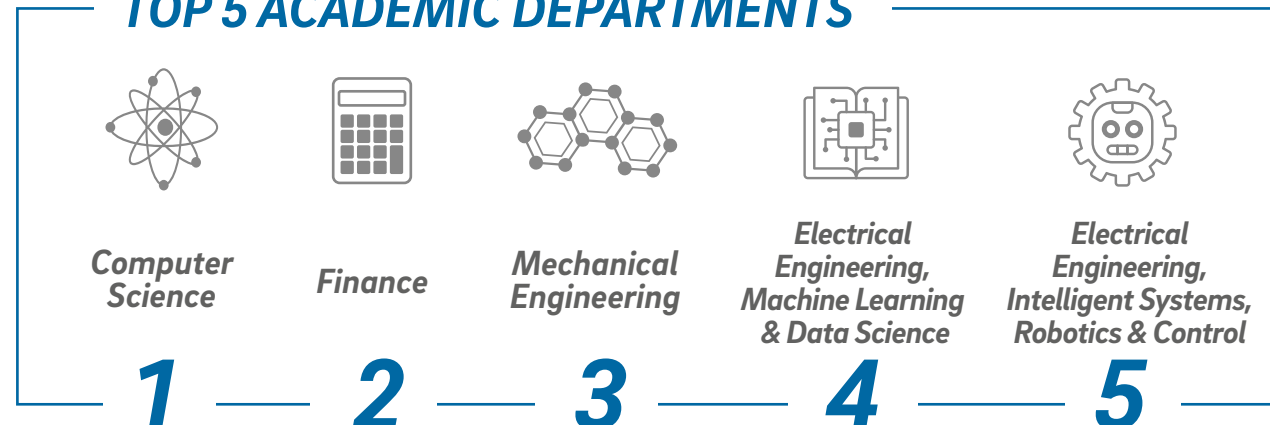 TOP 5 ACADEMIC DEPARTMENTS
Computer
Science
Finance
Mechanical
Engineering
Electrical
Engineering,
Machine Learning
& Data Science
Electrical
Engineering,
Intelligent Systems,
Robotics & Control
1
2
3
4
5